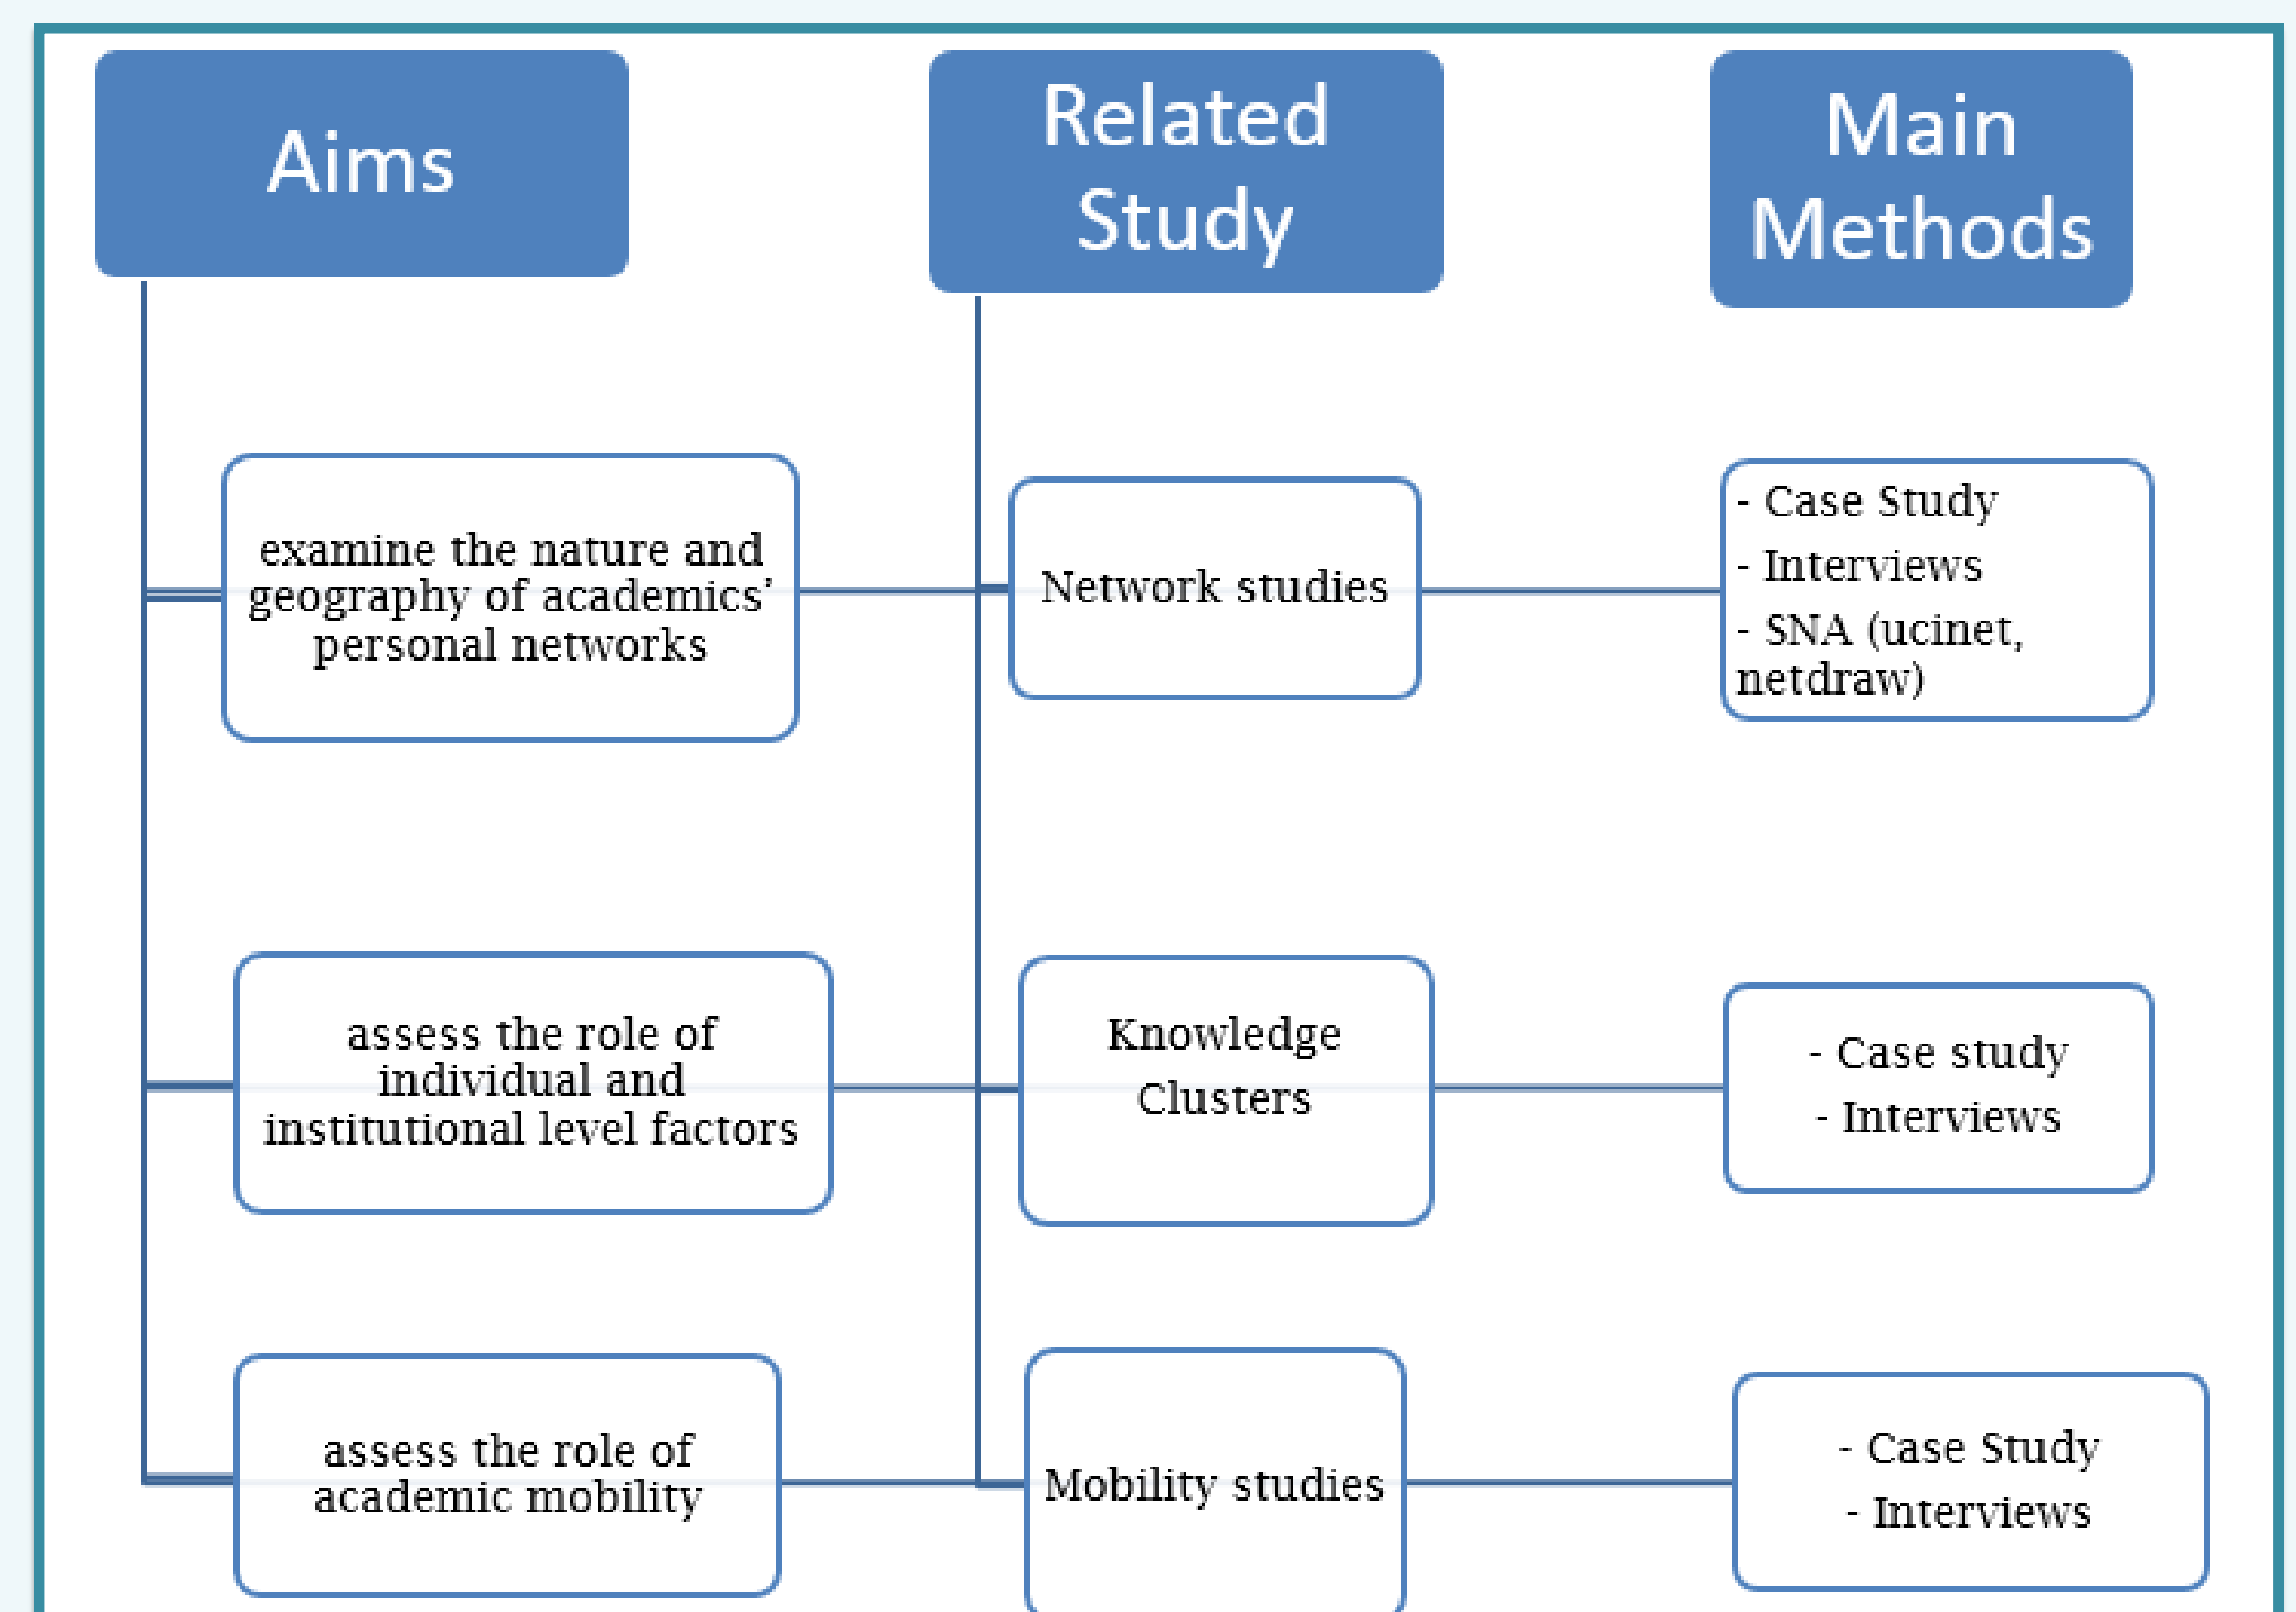 Aims
Related
Study
Main
Methods
examine the nature and
geography of academics’
personal networks
Network studies
- Case Study
- Interviews
- SNA (ucinet,
netdraw)
assess the role of
individual and
institutional level factors
Knowledge
Clusters
- Case study
- Interviews
assess the role of
academic mobility
Mobility studies
- Case Study
- Interviews